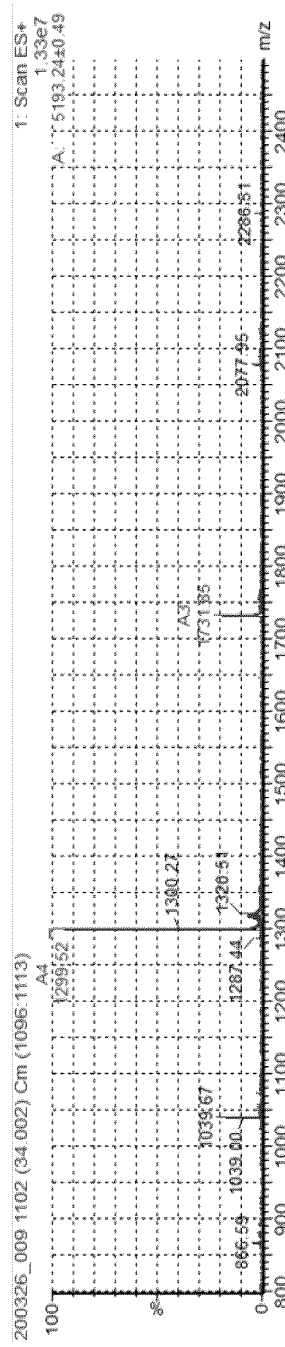 200326_009 1102 (34.002) Cm (1096:1113)
1: Scan ES+
1.33e7
A: 5193.24±0.49
A4
1299.52
1300.27
1320.51
1287.44
1039.67
1039.00
866.59
A3
1731.85
2077.95
2286.51
100
%
0
800 900 1000 1100 1200 1300 1400 1500 1600 1700 1800 1900 2000 2100 2200 2300 2400
m/z